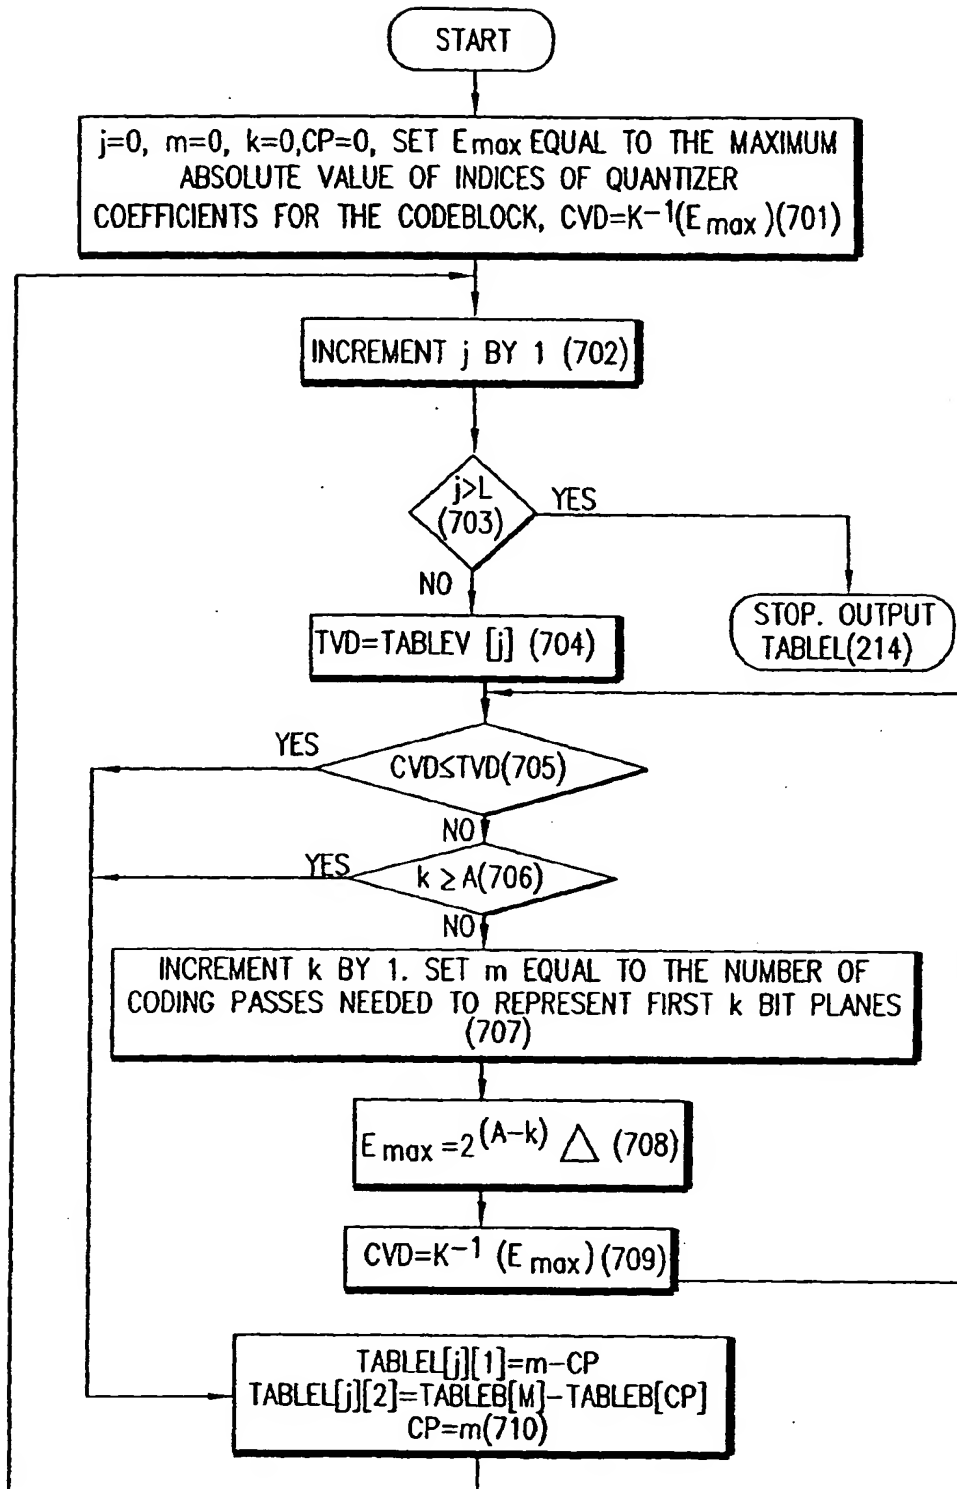 START
j=0, m=0, k=0,CP=0, SET Emax EQUAL TO THE MAXIMUM
ABSOLUTE VALUE OF INDICES OF QUANTIZER
COEFFICIENTS FOR THE CODEBLOCK, CVD=K⁻¹(Emax)(701)
INCREMENT j BY 1 (702)
j>L
(703)
YES
NO
STOP. OUTPUT
TABLEL(214)
TVD=TABLEV [j] (704)
YES
CVD≤TVD(705)
NO
YES
k ≥ A(706)
NO
INCREMENT k BY 1. SET m EQUAL TO THE NUMBER OF
CODING PASSES NEEDED TO REPRESENT FIRST k BIT PLANES
(707)
Emax=2^(A-k) △ (708)
CVD=K⁻¹ (Emax)(709)
TABLEL[j][1]=m-CP
TABLEL[j][2]=TABLEB[M]-TABLEB[CP]
CP=m(710)